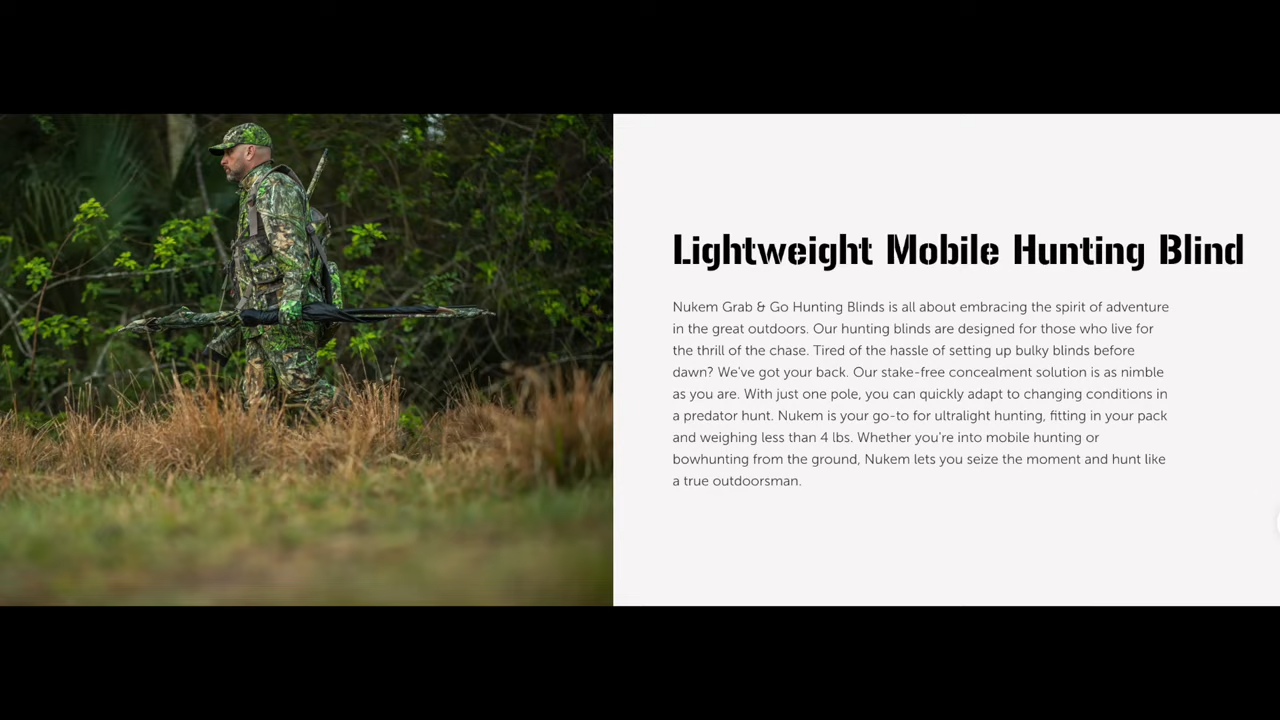 Lightweight Mobile Hunting Blind
Nukem Grab & Go Hunting Blinds is all about embracing the spirit of adventure
in the great outdoors. Our hunting blinds are designed for those who live for
the thrill of the chase. Tired of the hassle of setting up bulky blinds before
dawn? We've got your back. Our stake-free concealment solution is as nimble
as you are. With just one pole, you can quickly adapt to changing conditions in
a predator hunt. Nukem is your go-to for ultralight hunting, fitting in your pack
and weighing less than 4 lbs. Whether you're into mobile hunting or
bowhunting from the ground, Nukem lets you seize the moment and hunt like
a true outdoorsman.